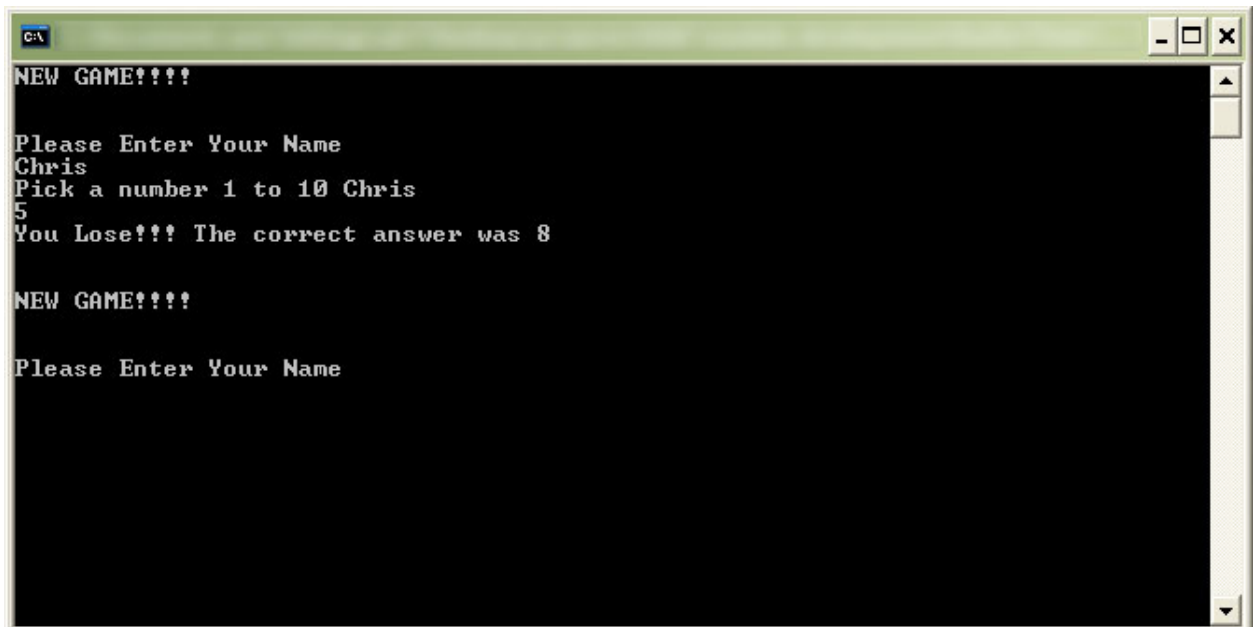 C:\
NEW GAME!!!!
Please Enter Your Name
Chris
Pick a number 1 to 10 Chris
5
You Lose!!! The correct answer was 8
NEW GAME!!!!
Please Enter Your Name